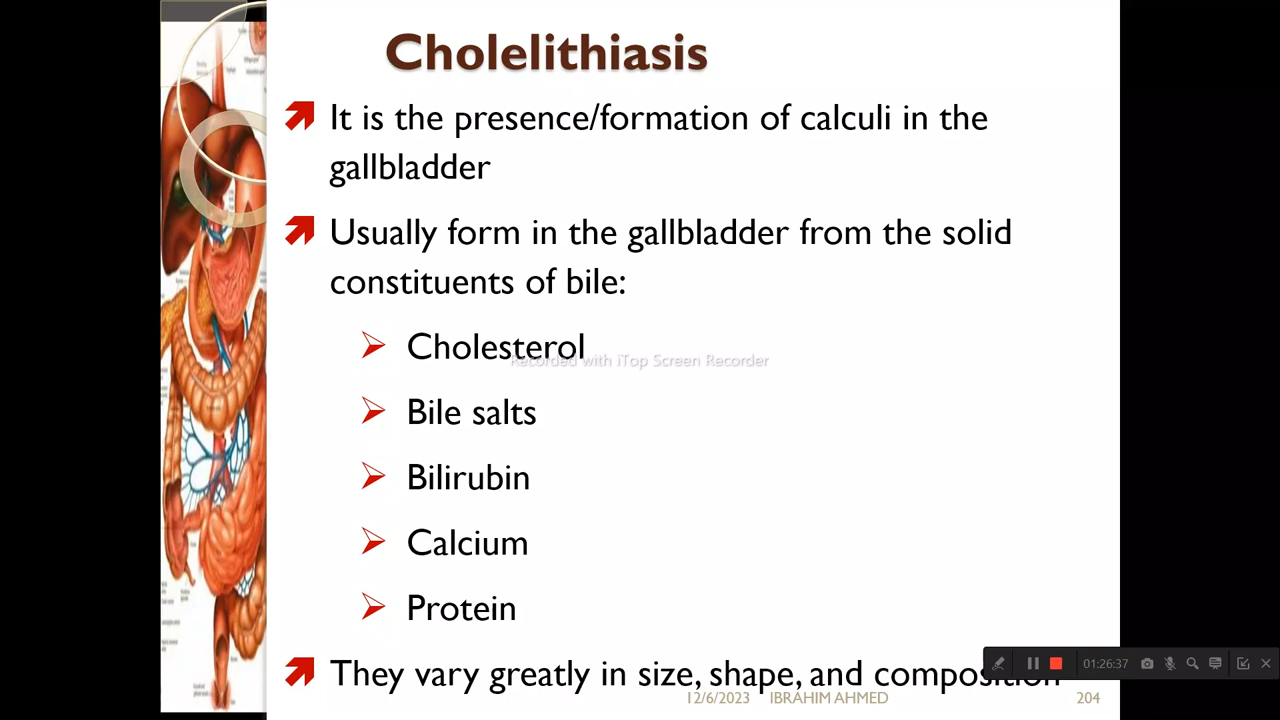 Cholelithiasis
It is the presence/formation of calculi in the
gallbladder
Usually form in the gallbladder from the solid
constituents of bile:
Cholesterol
Recorded with iTop Screen Recorder
Bile salts
Bilirubin
Calcium
Protein
They vary greatly in size, shape, and composition
01:26:37
12/6/2023 IBRAHIM AHMED 204